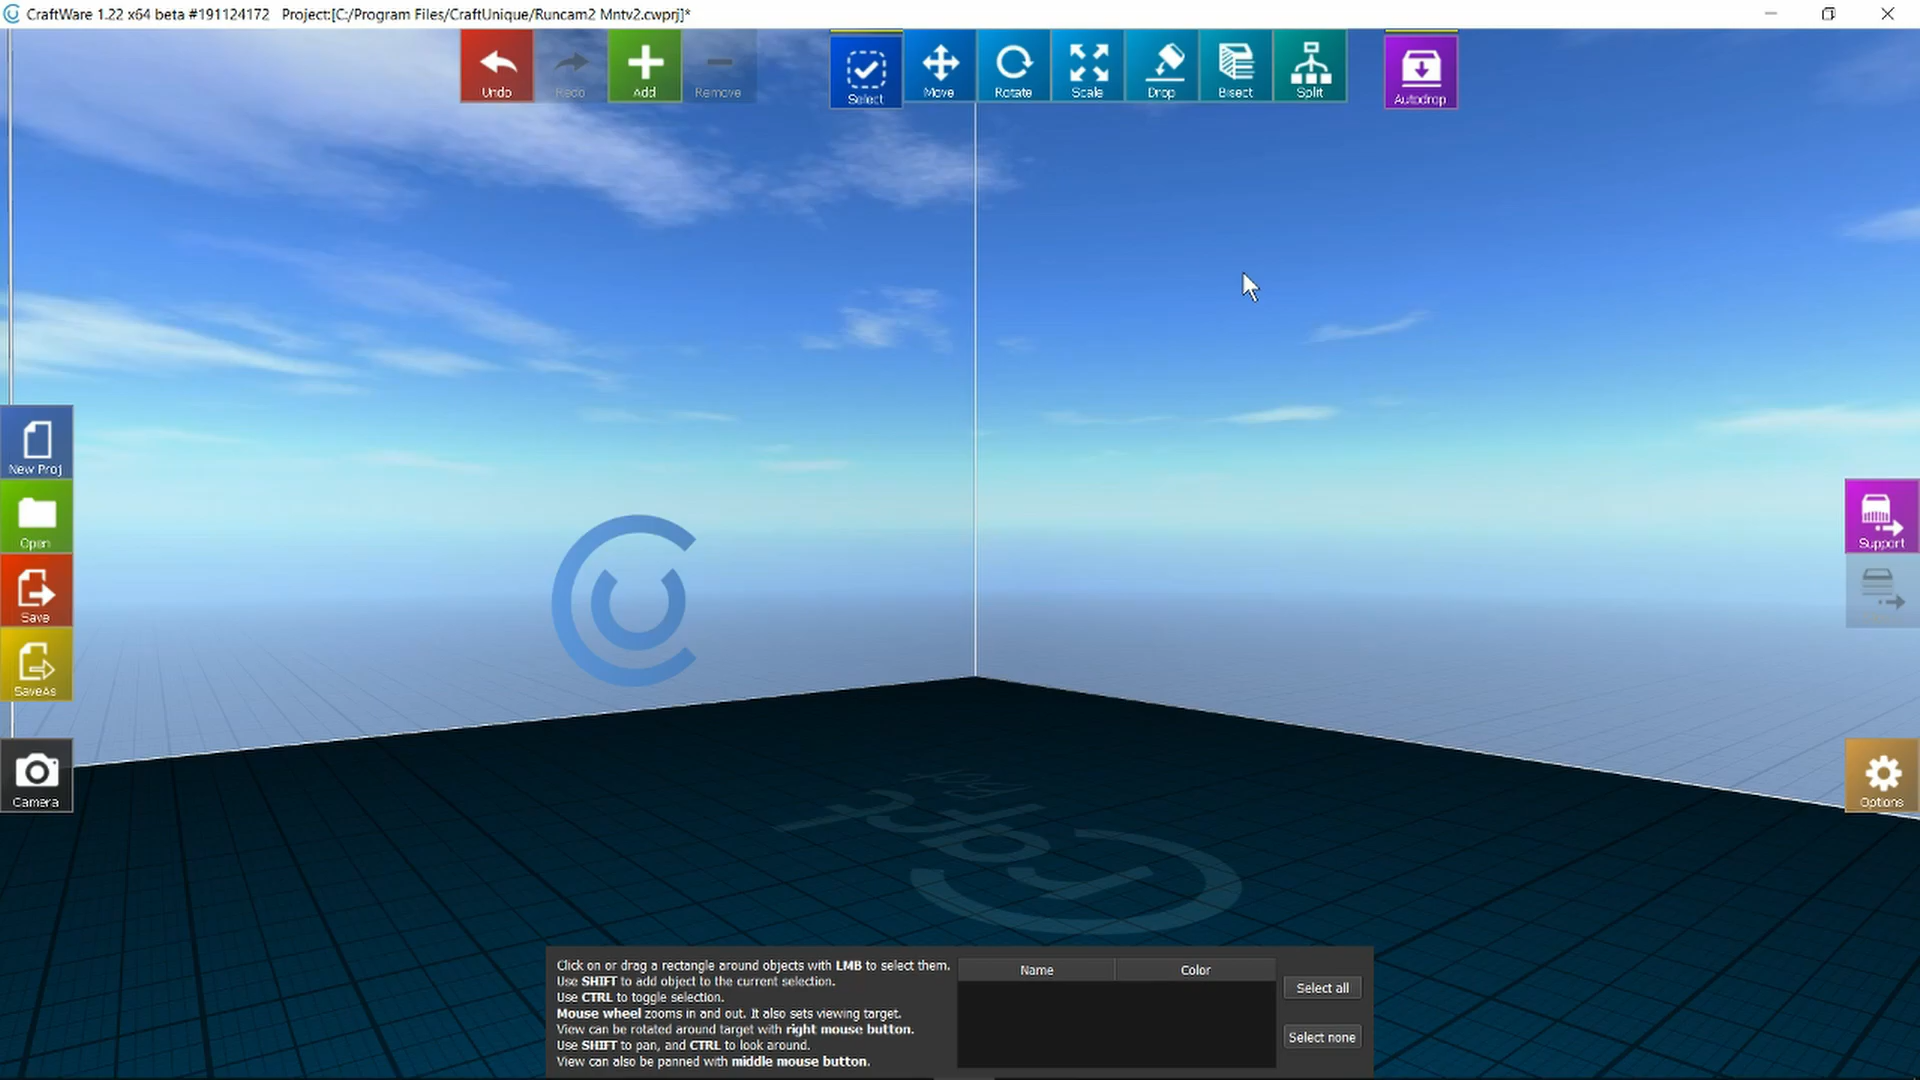 CraftWare 1.22 x64 beta #191124172 Project:[C:/Program Files/CraftUnique/Runcam2 Mntv2.cwprj]*
Undo Redo Add Remove Select Move Rotate Scale Drop Bisect Split Autodrop
New Proj
Open
Save
SaveAs
Camera
Support
Options
Craft
Bot
Click on or drag a rectangle around objects with LMB to select them.
Use SHIFT to add object to the current selection.
Use CTRL to toggle selection.
Mouse wheel zooms in and out. It also sets viewing target.
View can be rotated around target with right mouse button.
Use SHIFT to pan, and CTRL to look around.
View can also be panned with middle mouse button.
Name Color
Select all
Select none